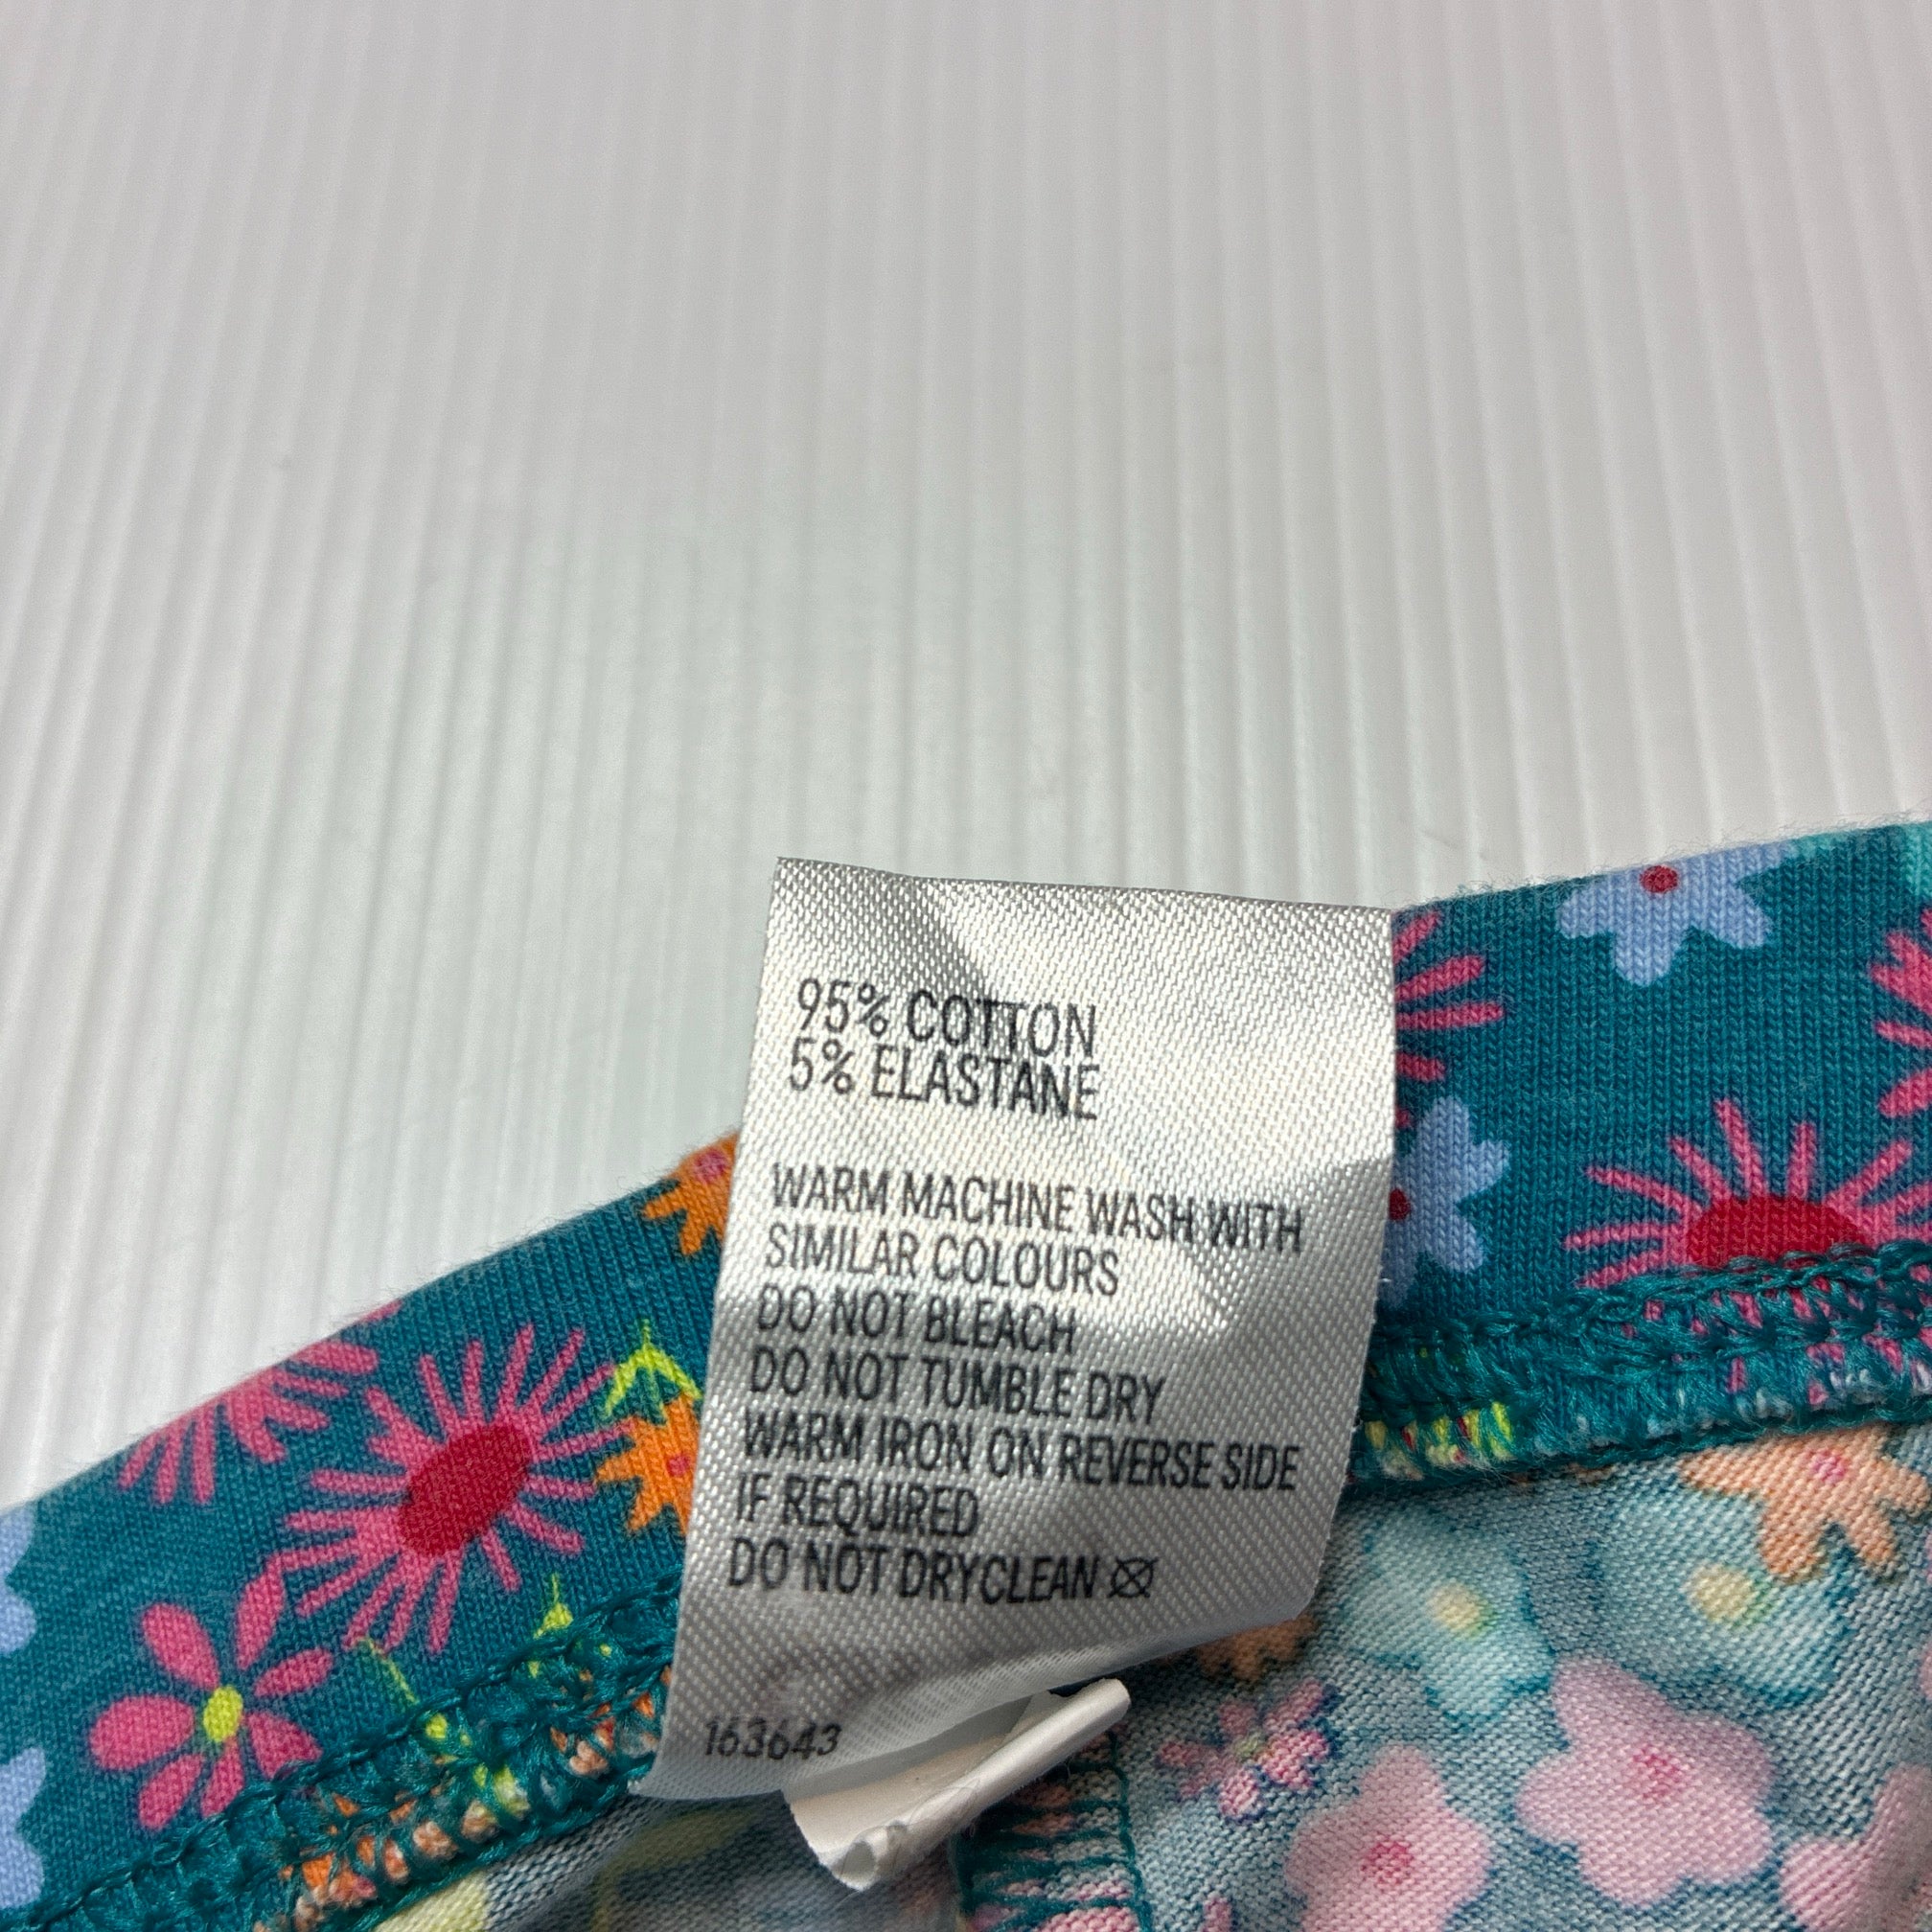 95% COTTON
5% ELASTANE
WARM MACHINE WASH WITH
SIMILAR COLOURS
DO NOT BLEACH
DO NOT TUMBLE DRY
WARM IRON ON REVERSE SIDE
IF REQUIRED
DO NOT DRYCLEAN
163643